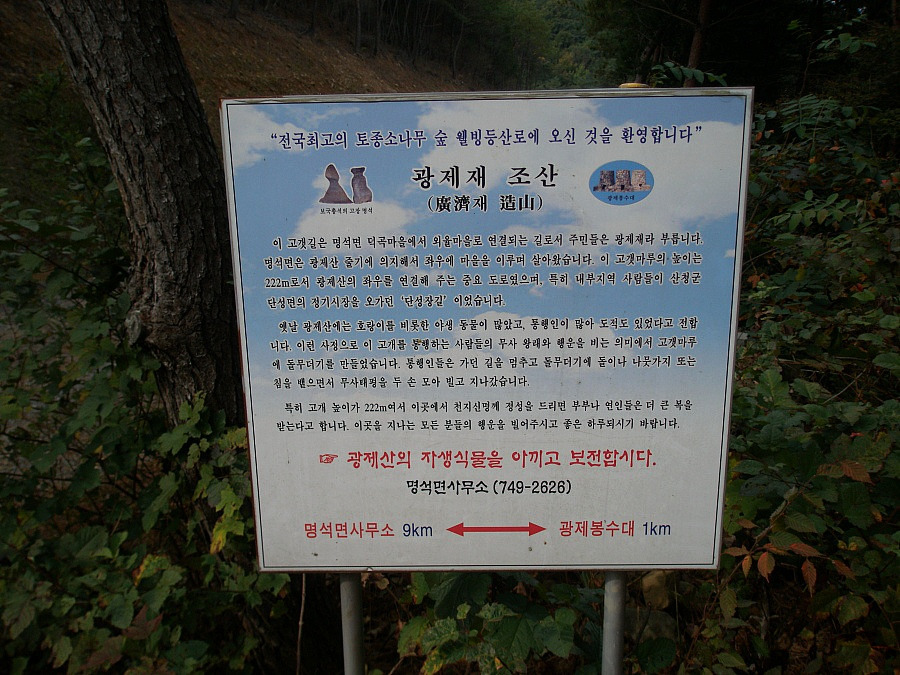 “전국최고의 토종소나무 숲 웰빙등산로에 오신 것을 환영합니다”
광제재 조산
(廣濟재 造山)
보국충석의 고장 명석
광제봉수대
이 고갯길은 명석면 덕곡마을에서 외율마을로 연결되는 길로서 주민들은 광제재라 부릅니다.
명석면은 광제산 줄기에 의지해서 좌우에 마을을 이루며 살아왔습니다. 이 고갯마루의 높이는
222m로서 광제산의 좌우를 연결해 주는 중요 도로였으며, 특히 내부지역 사람들이 산청군
단성면의 정기시장을 오가던 ‘단성장길’ 이었습니다.
옛날 광제산에는 호랑이를 비롯한 야생 동물이 많았고, 통행인이 많아 도적도 있었다고 전합
니다. 이런 사정으로 이 고개를 통행하는 사람들의 무사 왕래와 행운을 비는 의미에서 고갯마루
에 돌무더기를 만들었습니다. 통행인들은 가던 길을 멈추고 돌무더기에 돌이나 나뭇가지 또는
침을 뱉으면서 무사태평을 두 손 모아 빌고 지나갔습니다.
특히 고개 높이가 222m여서 이곳에서 천지신명께 정성을 드리면 부부나 연인들은 더 큰 복을
받는다고 합니다. 이곳을 지나는 모든 분들의 행운을 빌어주시고 좋은 하루되시기 바랍니다.
☞ 광제산의 자생식물을 아끼고 보전합시다.
명석면사무소 (749-2626)
명석면사무소 9km ↔ 광제봉수대 1km